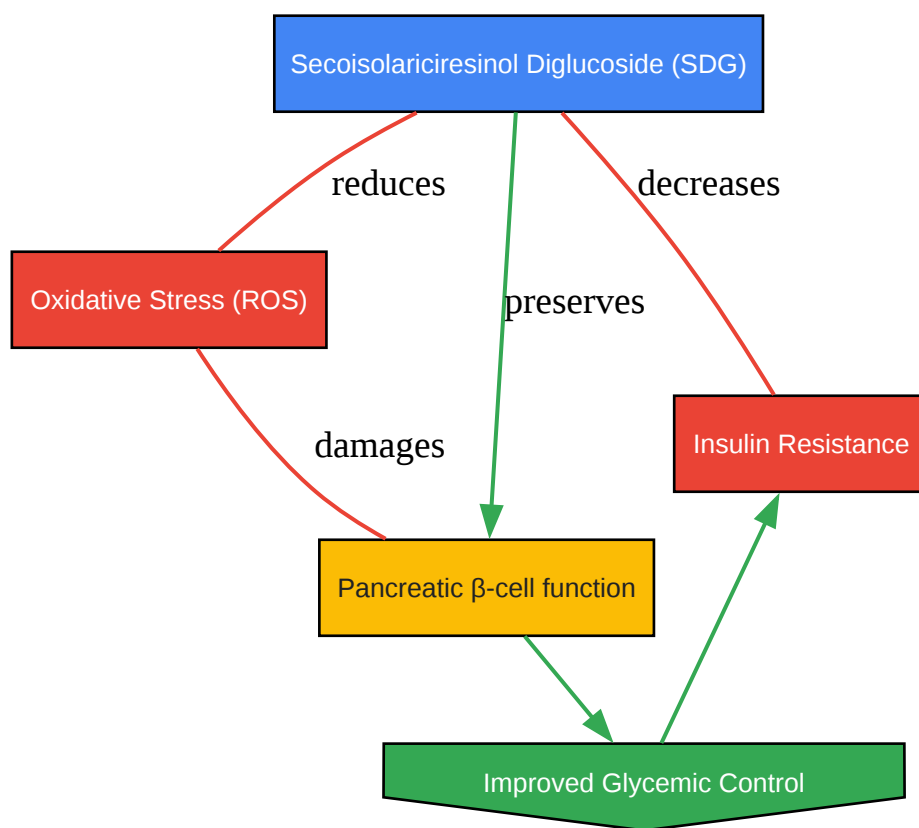 Secoisolariciresinol Diglucoside (SDG)
reduces
decreases
Oxidative Stress (ROS)
preserves
damages
Insulin Resistance
Pancreatic β-cell function
Improved Glycemic Control